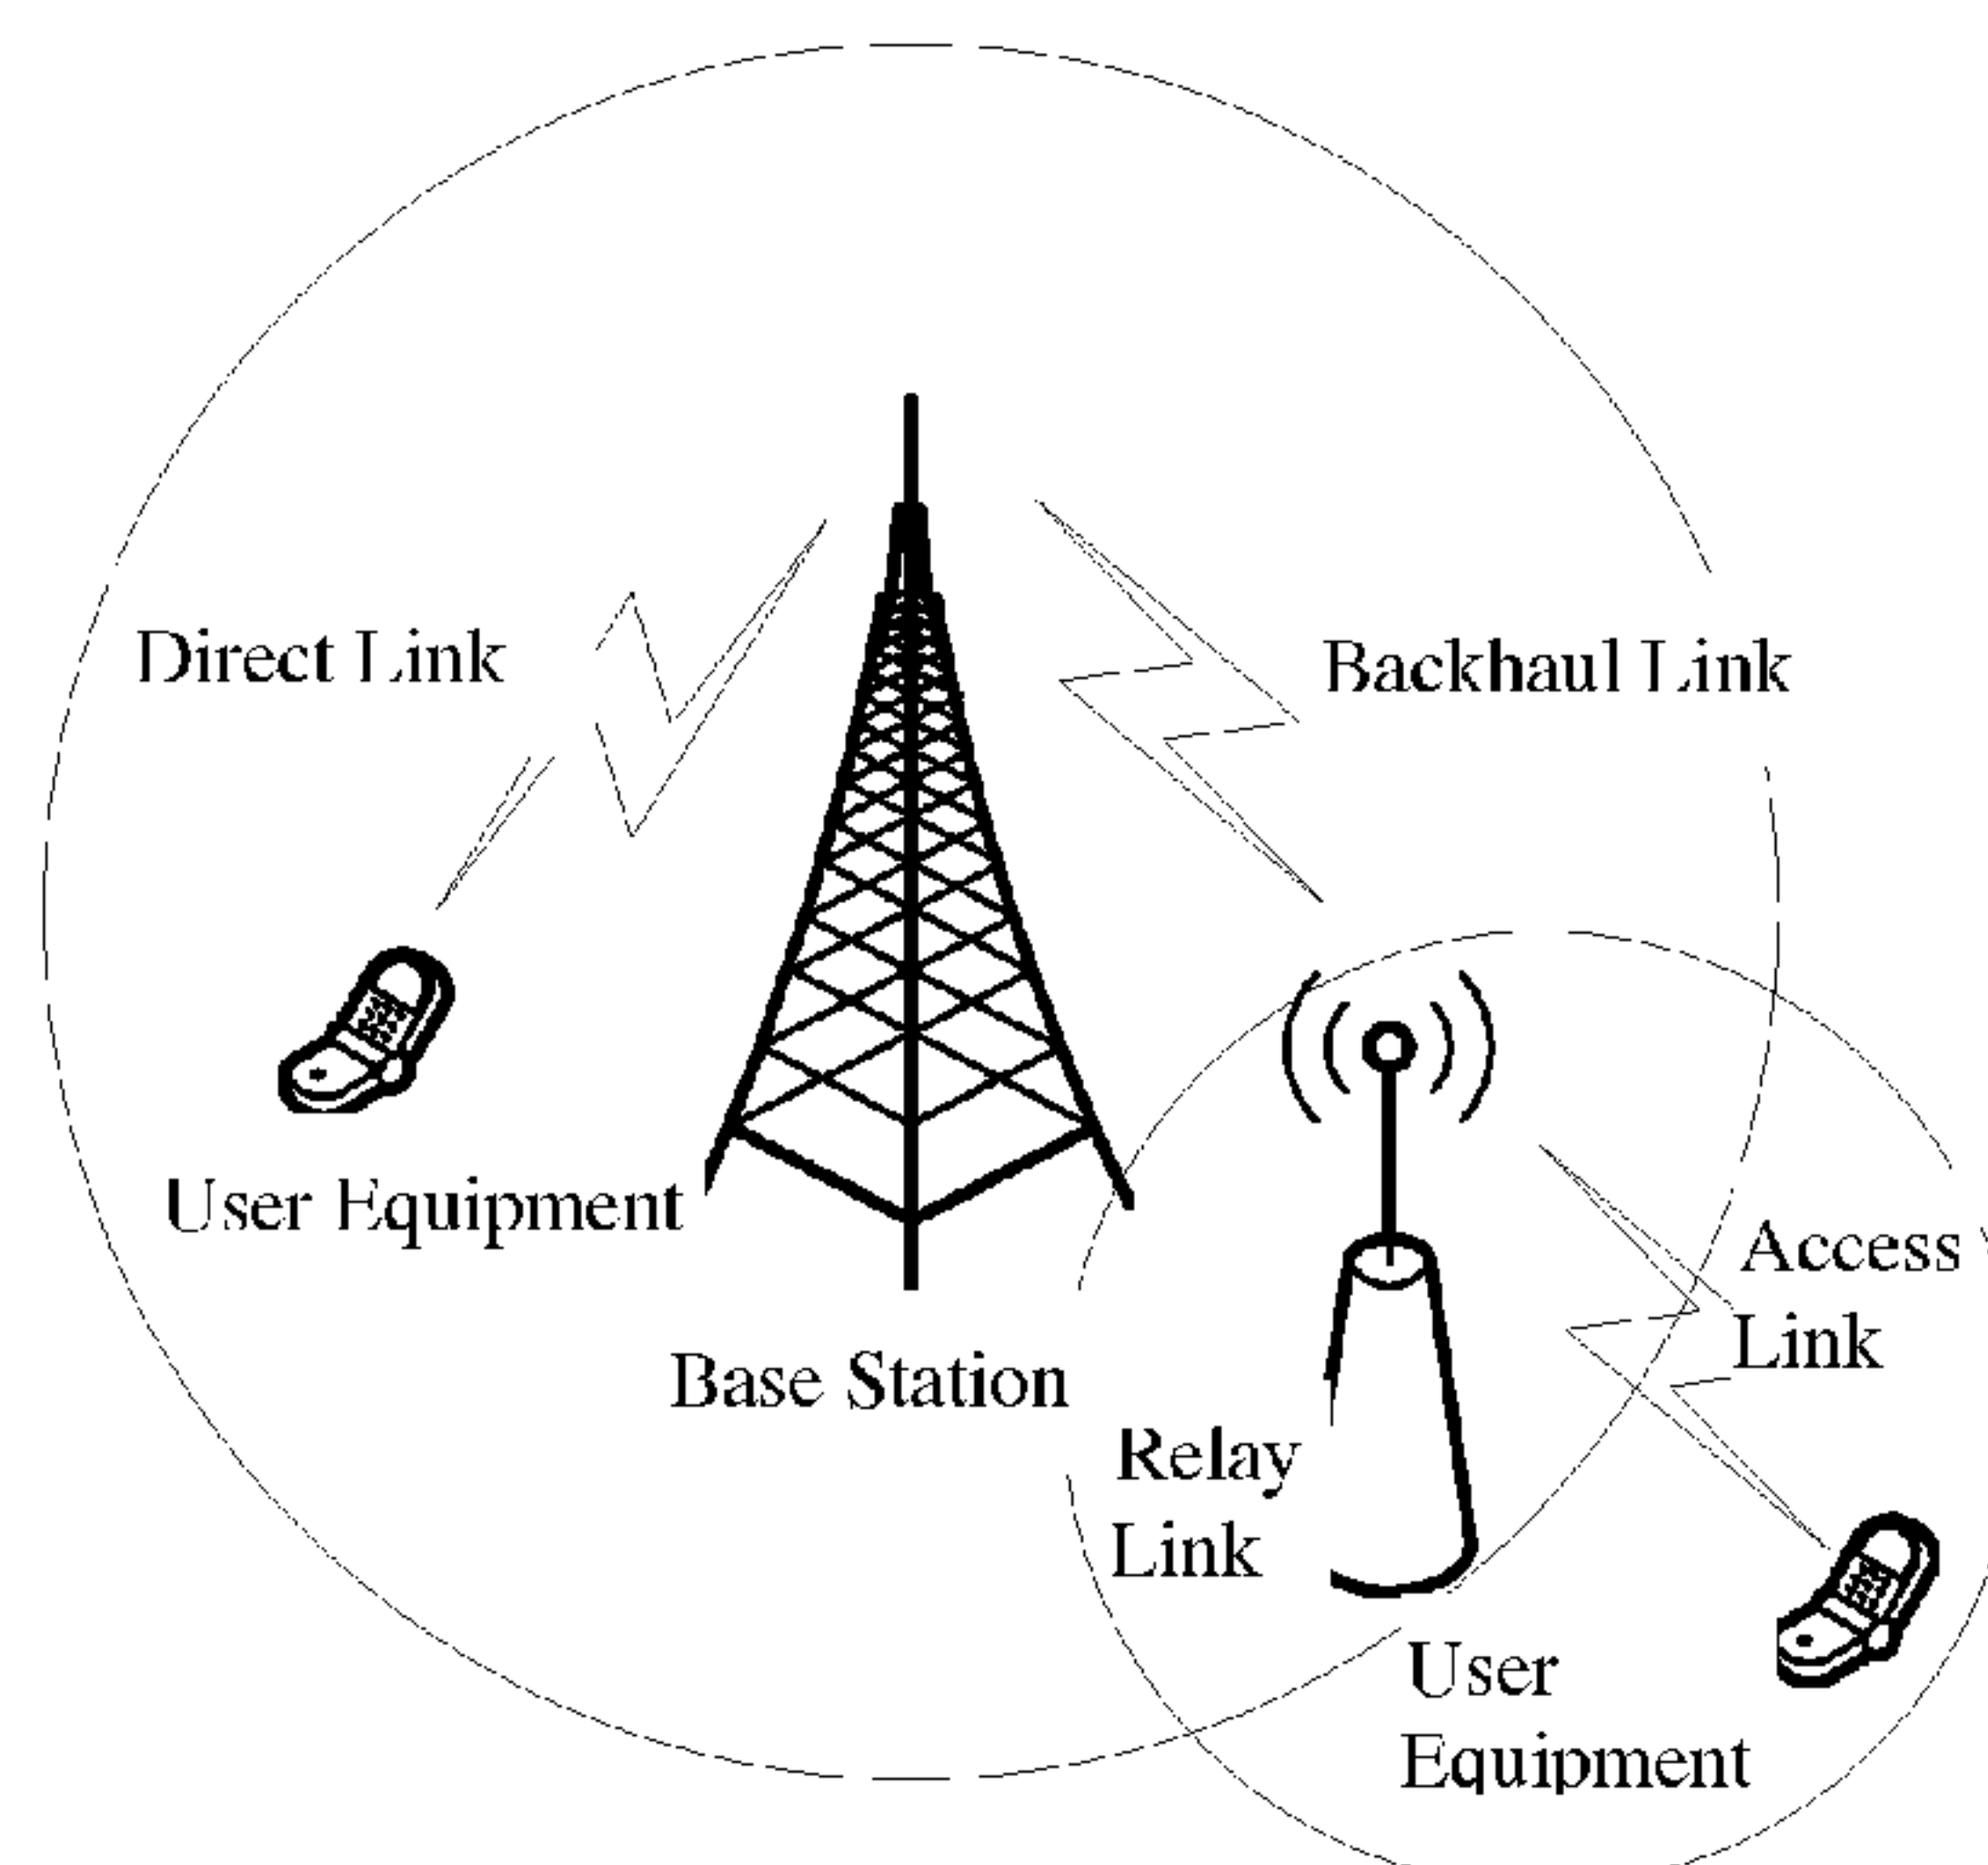 Direct Link
Backhaul Link
User Equipment
Access
Link
Base Station
Relay
Link
User
Equipment